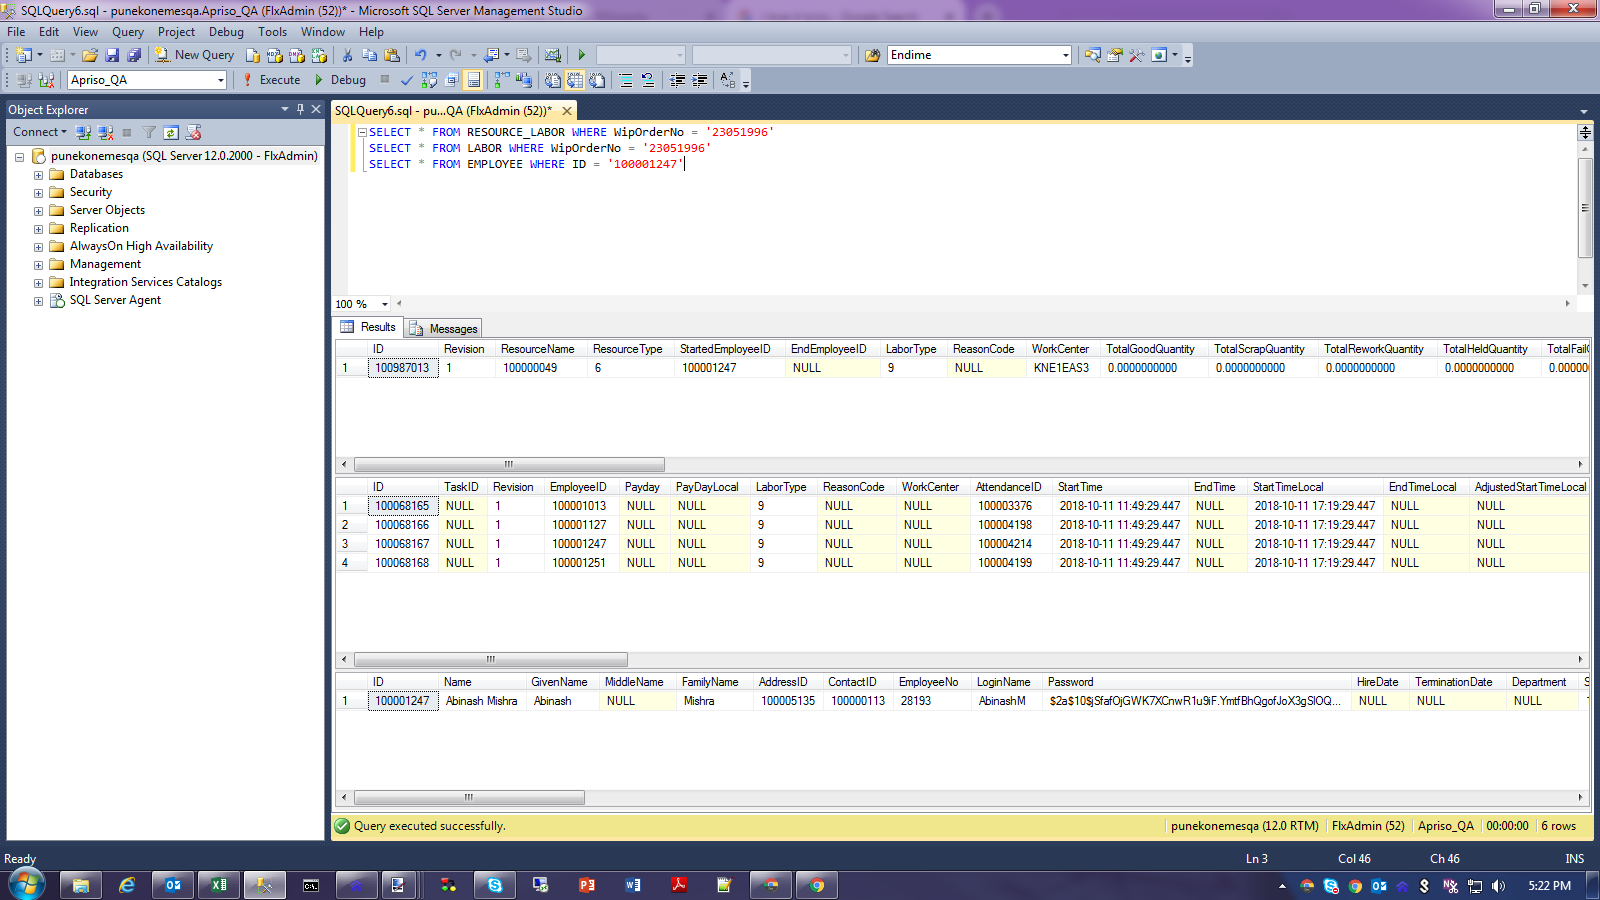 SQLQuery6.sql - punekonemesqa.Apriso_QA (FlxAdmin (52))* - Microsoft SQL Server Management Studio
File Edit View Query Project Debug Tools Window Help
New Query Endime
Apriso_QA Execute Debug
Object Explorer
Connect
punekonemesqa (SQL Server 12.0.2000 - FlxAdmin)
Databases
Security
Server Objects
Replication
AlwaysOn High Availability
Management
Integration Services Catalogs
SQL Server Agent
SQLQuery6.sql - pu...QA (FlxAdmin (52))*
SELECT * FROM RESOURCE_LABOR WHERE WipOrderNo = '23051996'
SELECT * FROM LABOR WHERE WipOrderNo = '23051996'
SELECT * FROM EMPLOYEE WHERE ID = '100001247'
100 %
Results Messages
ID Revision ResourceName ResourceType StartedEmployeeID EndEmployeeID LaborType ReasonCode WorkCenter TotalGoodQuantity TotalScrapQuantity TotalReworkQuantity TotalHeldQuantity
1 100987013 1 100000049 6 100001247 NULL 9 NULL KNE1EAS3 0.0000000000 0.0000000000 0.0000000000 0.0000000000 0.0000
ID TaskID Revision EmployeeID Payday PayDayLocal LaborType ReasonCode WorkCenter AttendanceID StartTime EndTime StartTimeLocal EndTimeLocal AdjustedStartTimeLocal
1 100068165 NULL 1 100001013 NULL NULL 9 NULL NULL 100003376 2018-10-11 11:49:29.447 NULL 2018-10-11 17:19:29.447 NULL NULL
2 100068166 NULL 1 100001127 NULL NULL 9 NULL NULL 100004198 2018-10-11 11:49:29.447 NULL 2018-10-11 17:19:29.447 NULL NULL
3 100068167 NULL 1 100001247 NULL NULL 9 NULL NULL 100004214 2018-10-11 11:49:29.447 NULL 2018-10-11 17:19:29.447 NULL NULL
4 100068168 NULL 1 100001251 NULL NULL 9 NULL NULL 100004199 2018-10-11 11:49:29.447 NULL 2018-10-11 17:19:29.447 NULL NULL
ID Name GivenName MiddleName FamilyName AddressID ContactID EmployeeNo LoginName Password HireDate TerminationDate Department S
1 100001247 Abinash Mishra Abinash NULL Mishra 100005135 100000113 28193 AbinashM $2a$10$jSfafOjGWK7XCnwR1u9iF.YmtfBhQgofJoX3gSlOQ... NULL NULL NULL
Query executed successfully. punekonemesqa (12.0 RTM) FlxAdmin (52) Apriso_QA 00:00:00 6 rows
Ready Ln 3 Col 46 Ch 46 INS
5:22 PM